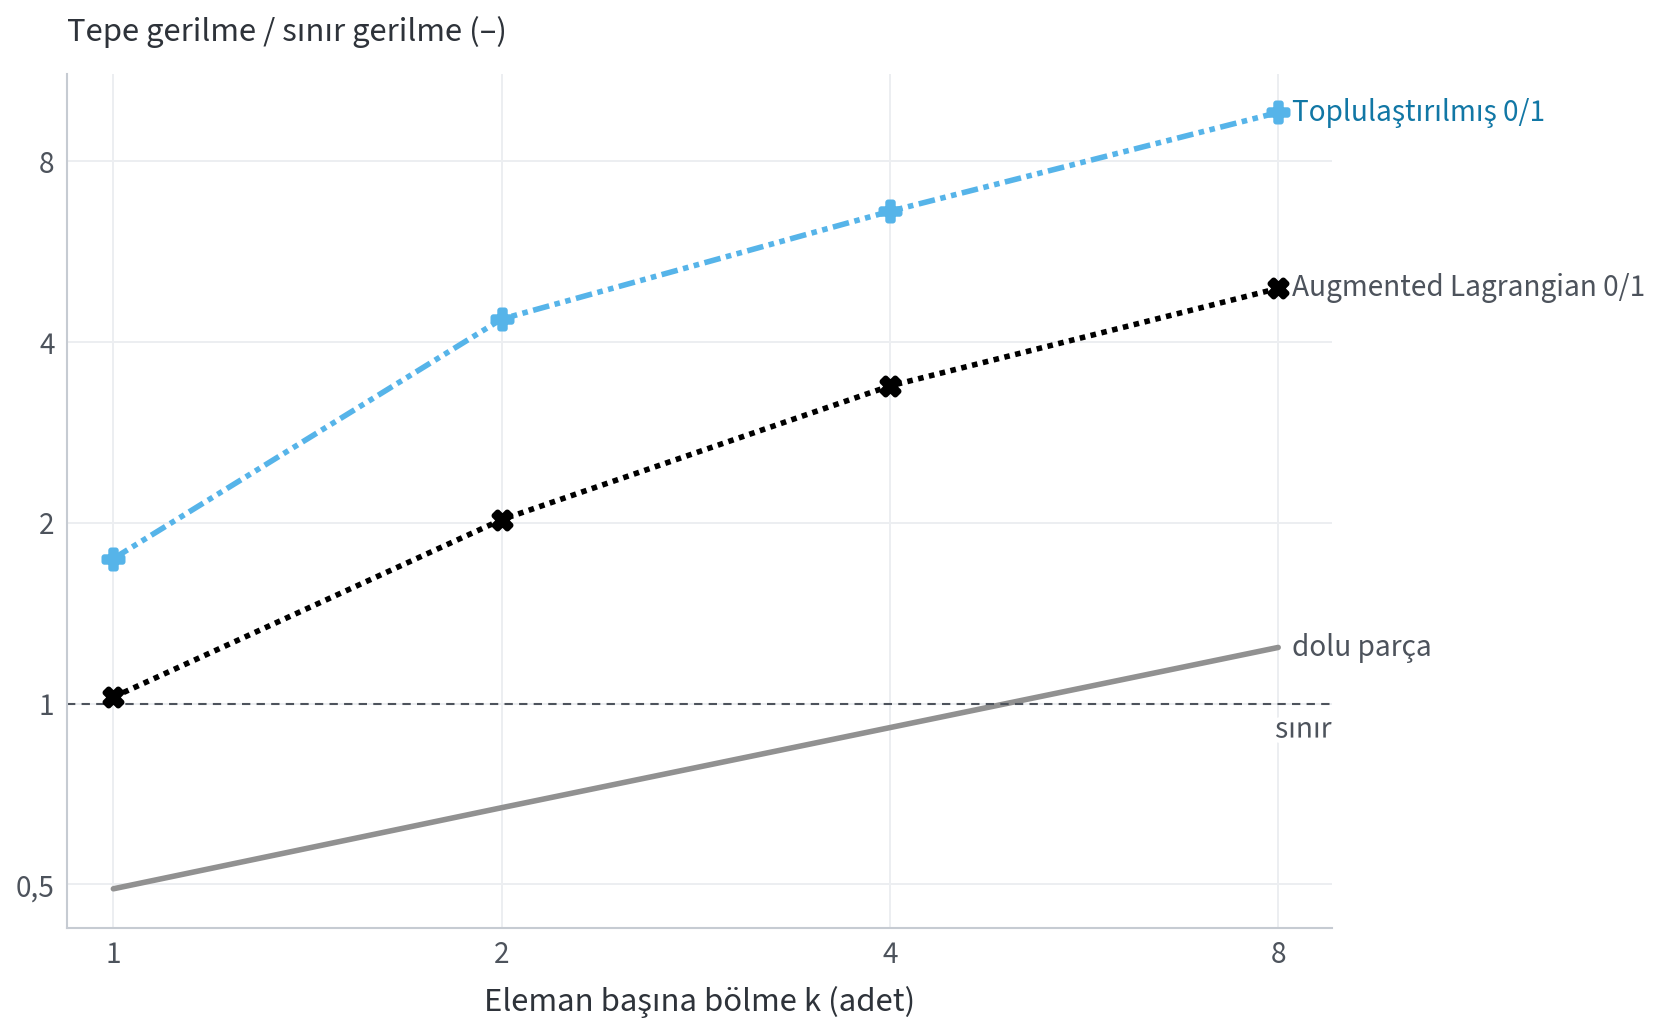 Tepe gerilme / sınır gerilme (–)
Toplulaştırılmış 0/1
8
Augmented Lagrangian 0/1
4
2
dolu parça
1
sınır
0,5
1 2 4 8
Eleman başına bölme k (adet)